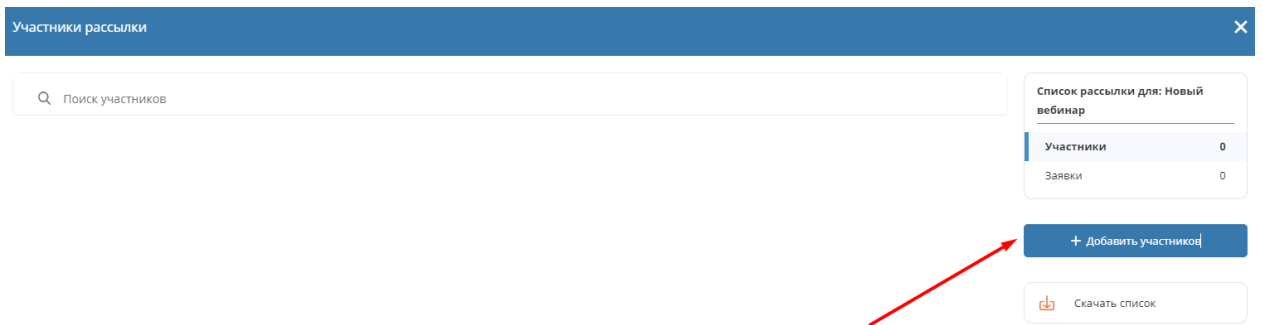 Участники рассылки
Поиск участников
Список рассылки для: Новый
вебинар
Участники 0
Заявки 0
+ Добавить участников
Скачать список